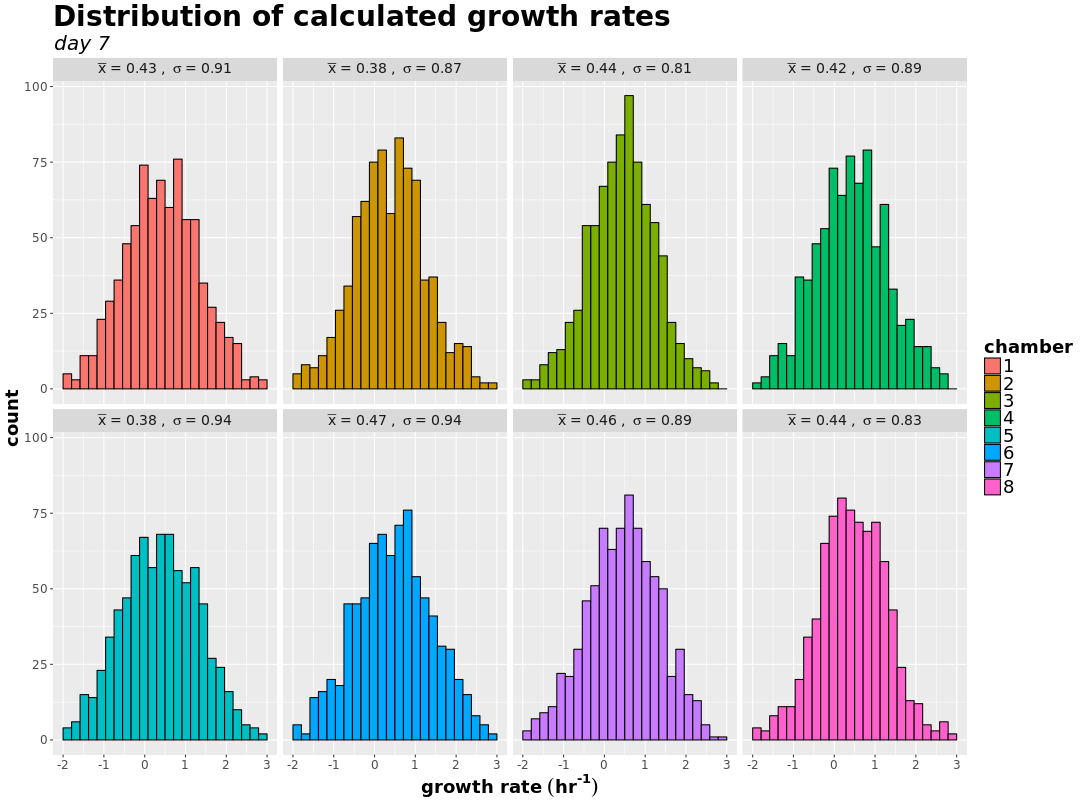 Distribution of calculated growth rates
day 7
x̅ = 0.43 , σ = 0.91
x̅ = 0.38 , σ = 0.87
x̅ = 0.44 , σ = 0.81
x̅ = 0.42 , σ = 0.89
100
75
50
25
0
x̅ = 0.38 , σ = 0.94
x̅ = 0.47 , σ = 0.94
x̅ = 0.46 , σ = 0.89
x̅ = 0.44 , σ = 0.83
100
75
50
25
0
-2 -1 0 1 2 3
-2 -1 0 1 2 3
-2 -1 0 1 2 3
-2 -1 0 1 2 3
count
growth rate (hr⁻¹)
chamber
1
2
3
4
5
6
7
8